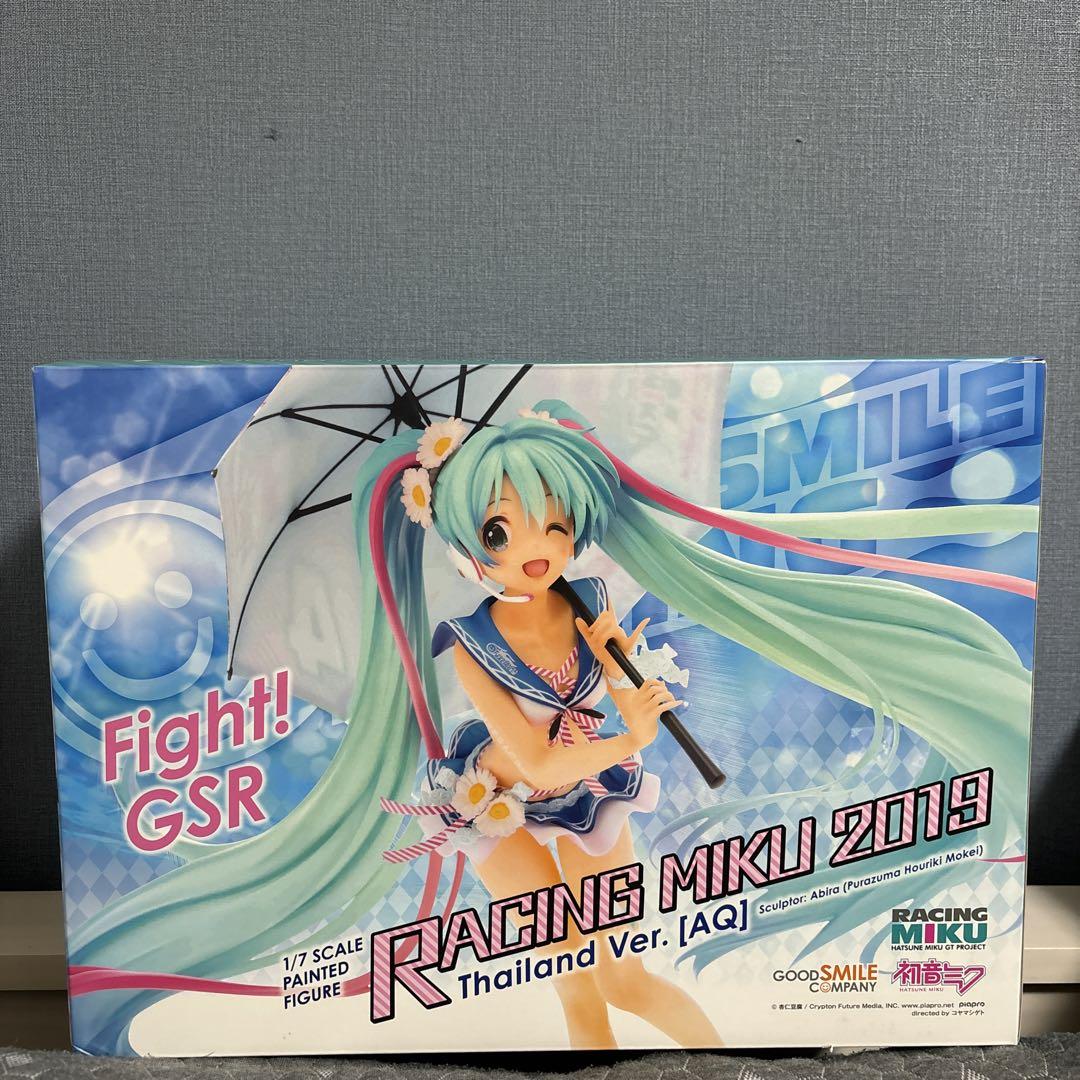 SMILE
Fight!
GSR
1/7 SCALE
PAINTED
FIGURE
RACING MIKU 2019
Thailand Ver. [AQ]
Sculptor: Abira (Purazuma Houriki Mokei)
RACING
MIKU
HATSUNE MIKU GT PROJECT
GOOD SMILE
COMPANY
初音ミク
HATSUNE MIKU
© 杏仁豆腐 / Crypton Future Media, INC. www.piapro.net piapro
directed by コヤマシゲト